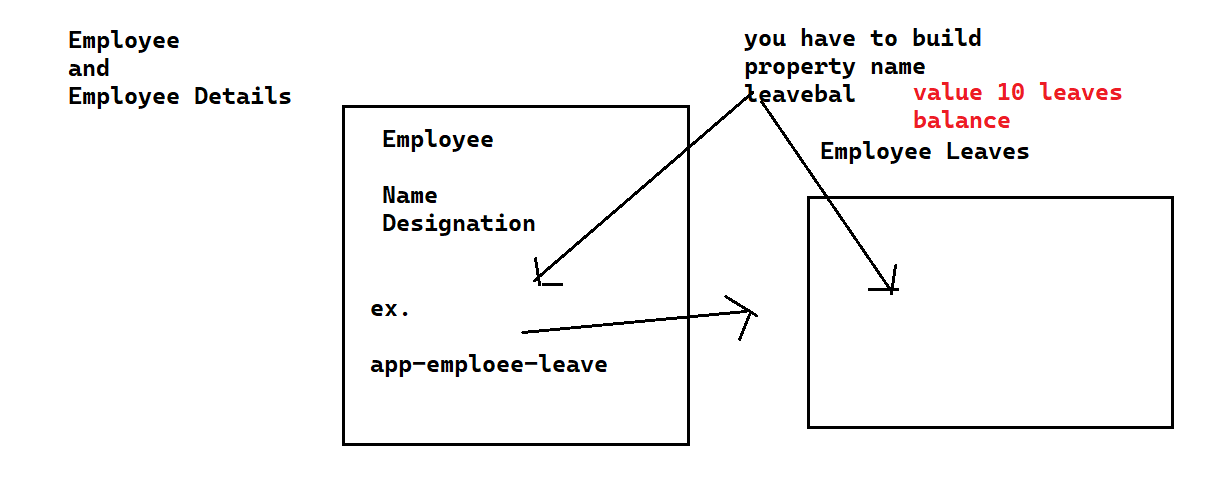 Employee
and
Employee Details
you have to build
property name
leavebal
value 10 leaves
balance
Employee Leaves
Employee
Name
Designation
ex.
app-emploee-leave